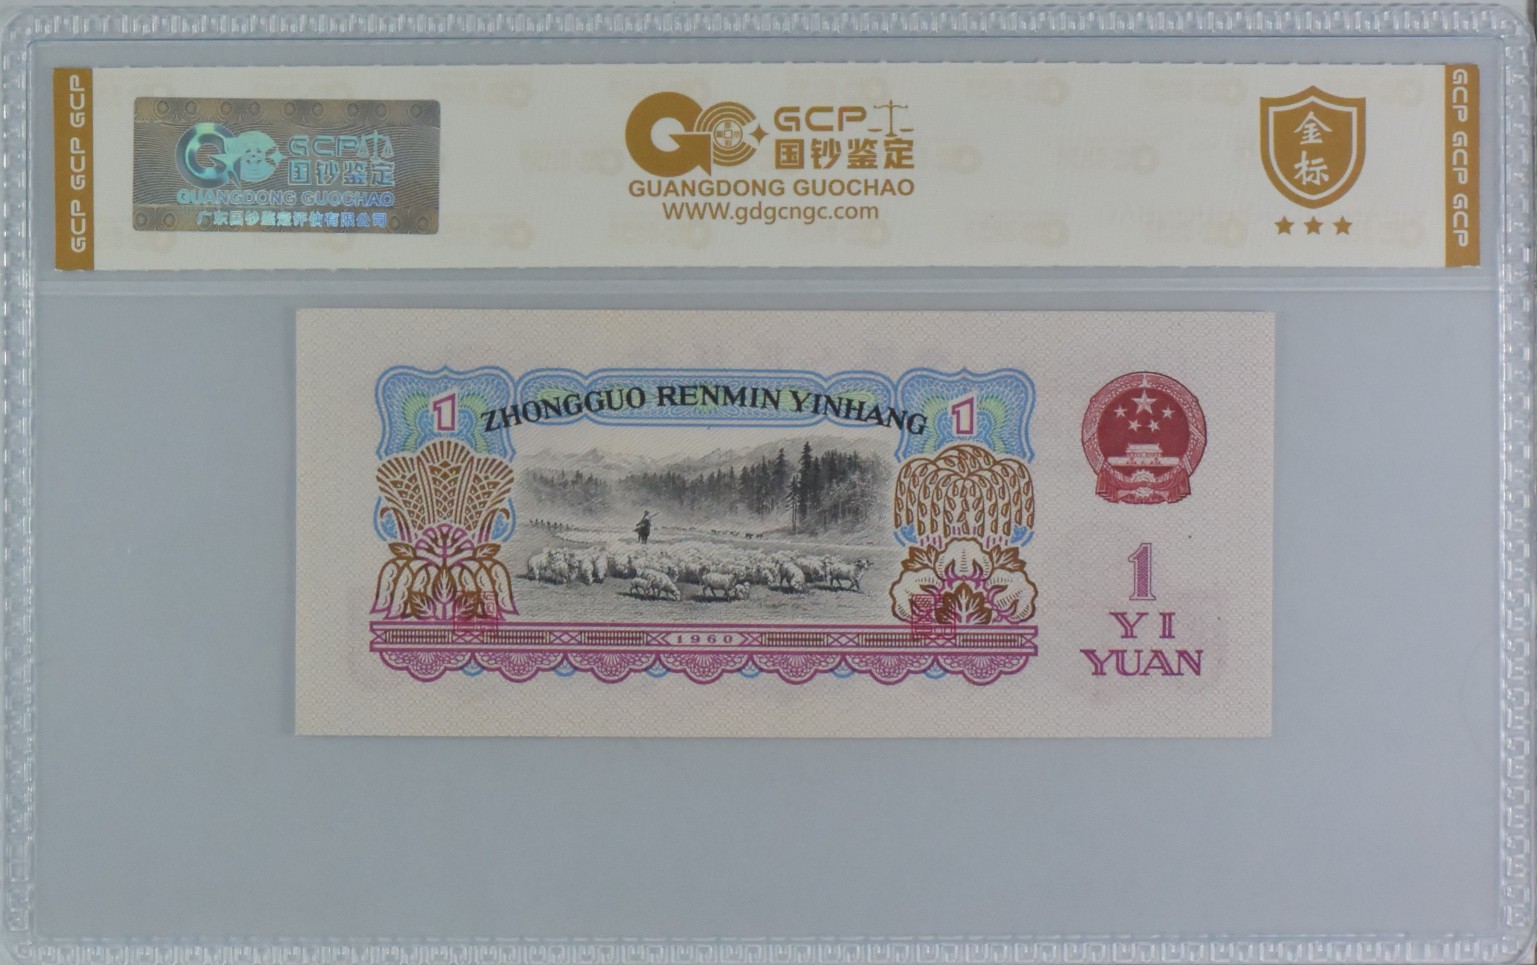 GCP GCP GCP
GCP
国钞鉴定
GUANGDONG GUOCHAO
广东国钞鉴定评估有限公司
GCP
国钞鉴定
GUANGDONG GUOCHAO
WWW.gdgcngc.com
金
标
GCP GCP GCP
1
ZHONGGUO RENMIN YINHANG
1
1960
1
YI
YUAN